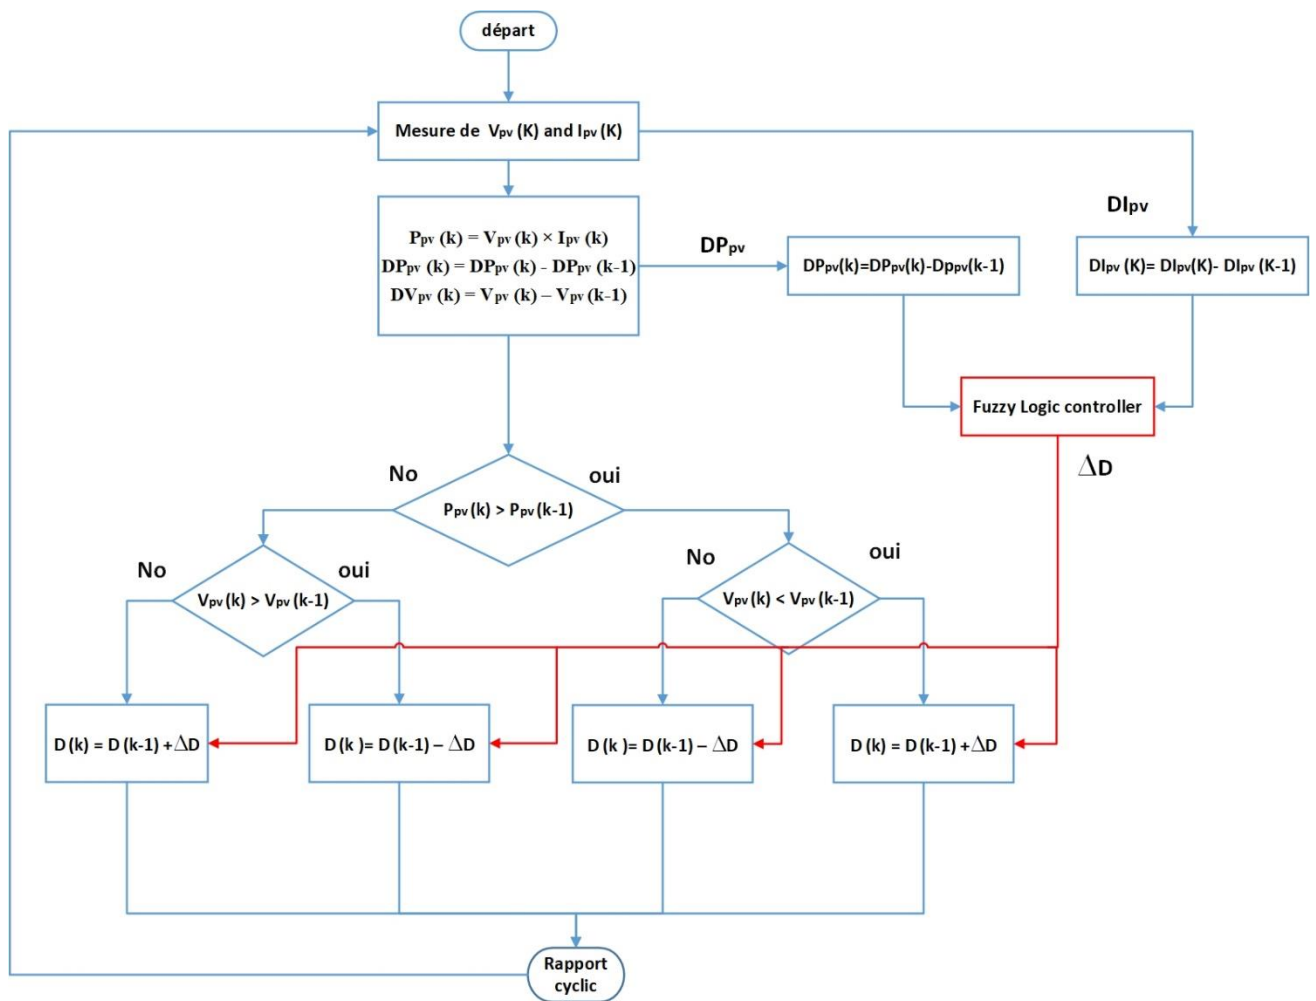 départ
Mesure de Vpv (K) and Ipv (K)
DIpv
Ppv (k) = Vpv (k) × Ipv (k)
DPpv (k) = DPpv (k) - DPpv (k-1)
DVpv (k) = Vpv (k) – Vpv (k-1)
DPpv
DPpv(k)=DPpv(k)-Dppv(k-1)
DIpv (K)= DIpv(K)- DIpv (K-1)
Fuzzy Logic controller
ΔD
No
oui
Ppv (k) > Ppv (k-1)
No
oui
Vpv (k) > Vpv (k-1)
No
oui
Vpv (k) < Vpv (k-1)
D (k) = D (k-1) + ΔD
D (k )= D (k-1) – ΔD
D (k )= D (k-1) – ΔD
D (k) = D (k-1) + ΔD
Rapport
cyclic